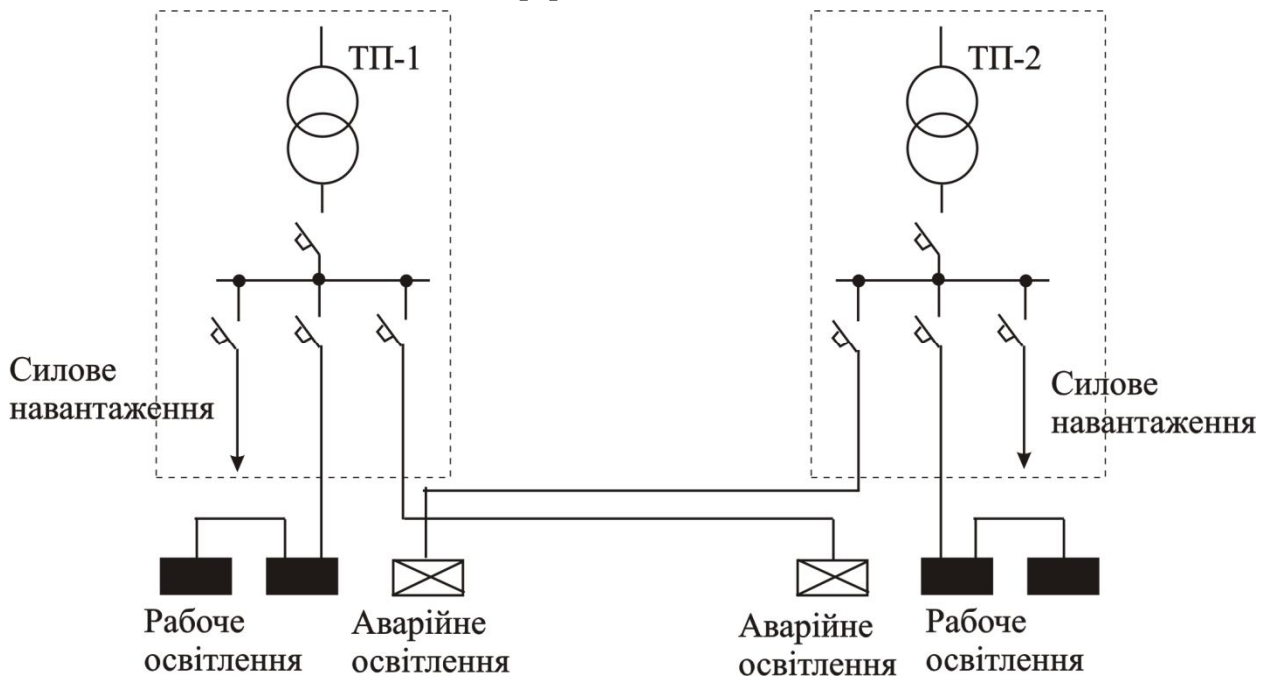 ТП-1
ТП-2
Силове
навантаження
Силове
навантаження
Рабоче
освітлення
Аварійне
освітлення
Аварійне
освітлення
Рабоче
освітлення